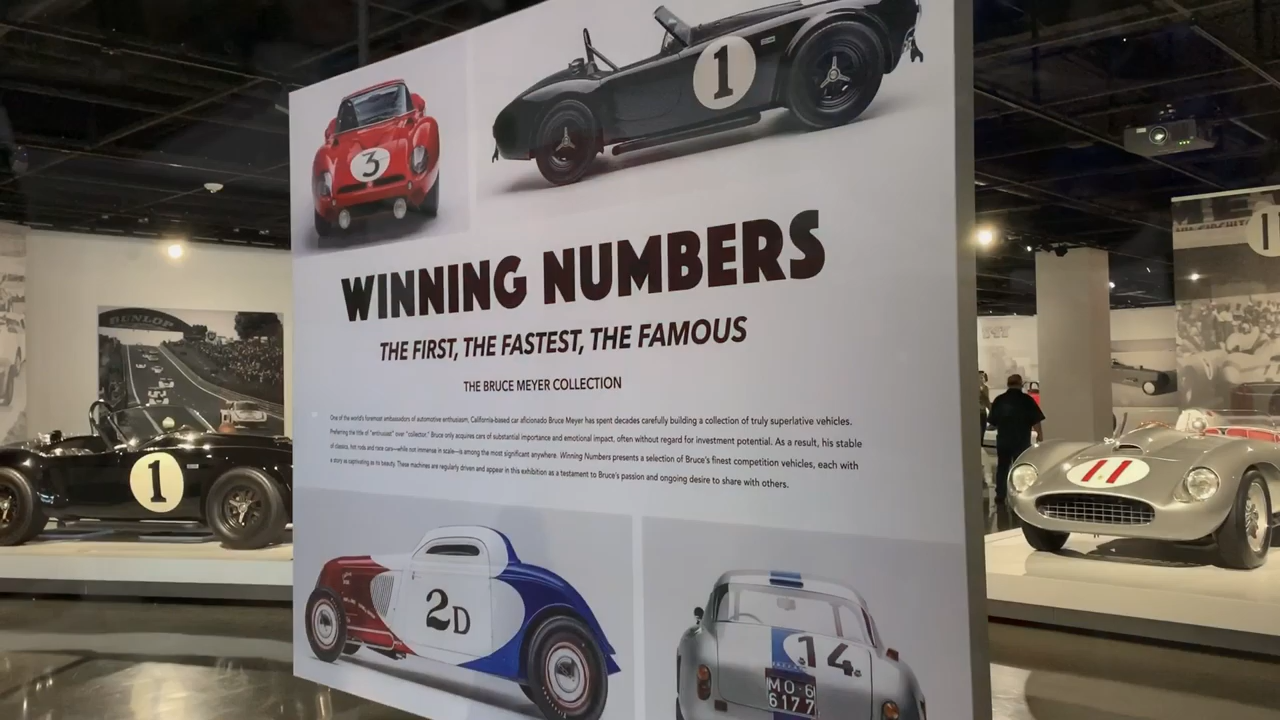 3
1
WINNING NUMBERS
THE FIRST, THE FASTEST, THE FAMOUS
THE BRUCE MEYER COLLECTION
One of the world's foremost ambassadors of automotive enthusiasm, California-based car aficionado Bruce Meyer has spent decades carefully building a collection of truly superlative vehicles.
Preferring the title of "enthusiast" over "collector," Bruce only acquires cars of substantial importance and emotional impact, often without regard for investment potential. As a result, his stable
of classics, hot rods and race cars—while not immense in scale—is among the most significant anywhere. Winning Numbers presents a selection of Bruce's finest competition vehicles, each with
a story as captivating as its beauty. These machines are regularly driven and appear in this exhibition as a testament to Bruce's passion and ongoing desire to share with others.
2D
14
MO·6
6177
DUNLOP
1
11
1